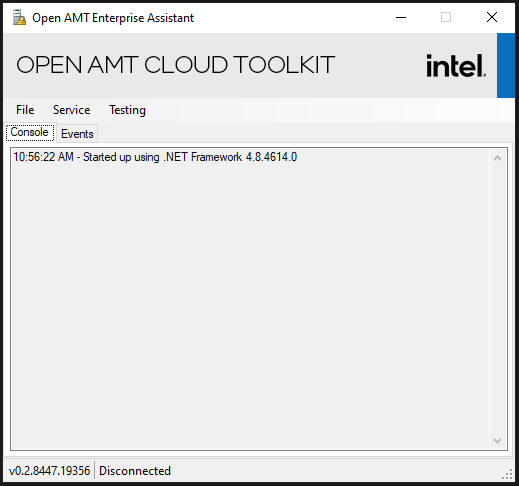 Open AMT Enterprise Assistant
OPEN AMT CLOUD TOOLKIT
intel.
File Service Testing
Console Events
10:56:22 AM - Started up using .NET Framework 4.8.4614.0
v0.2.8447.19356 Disconnected